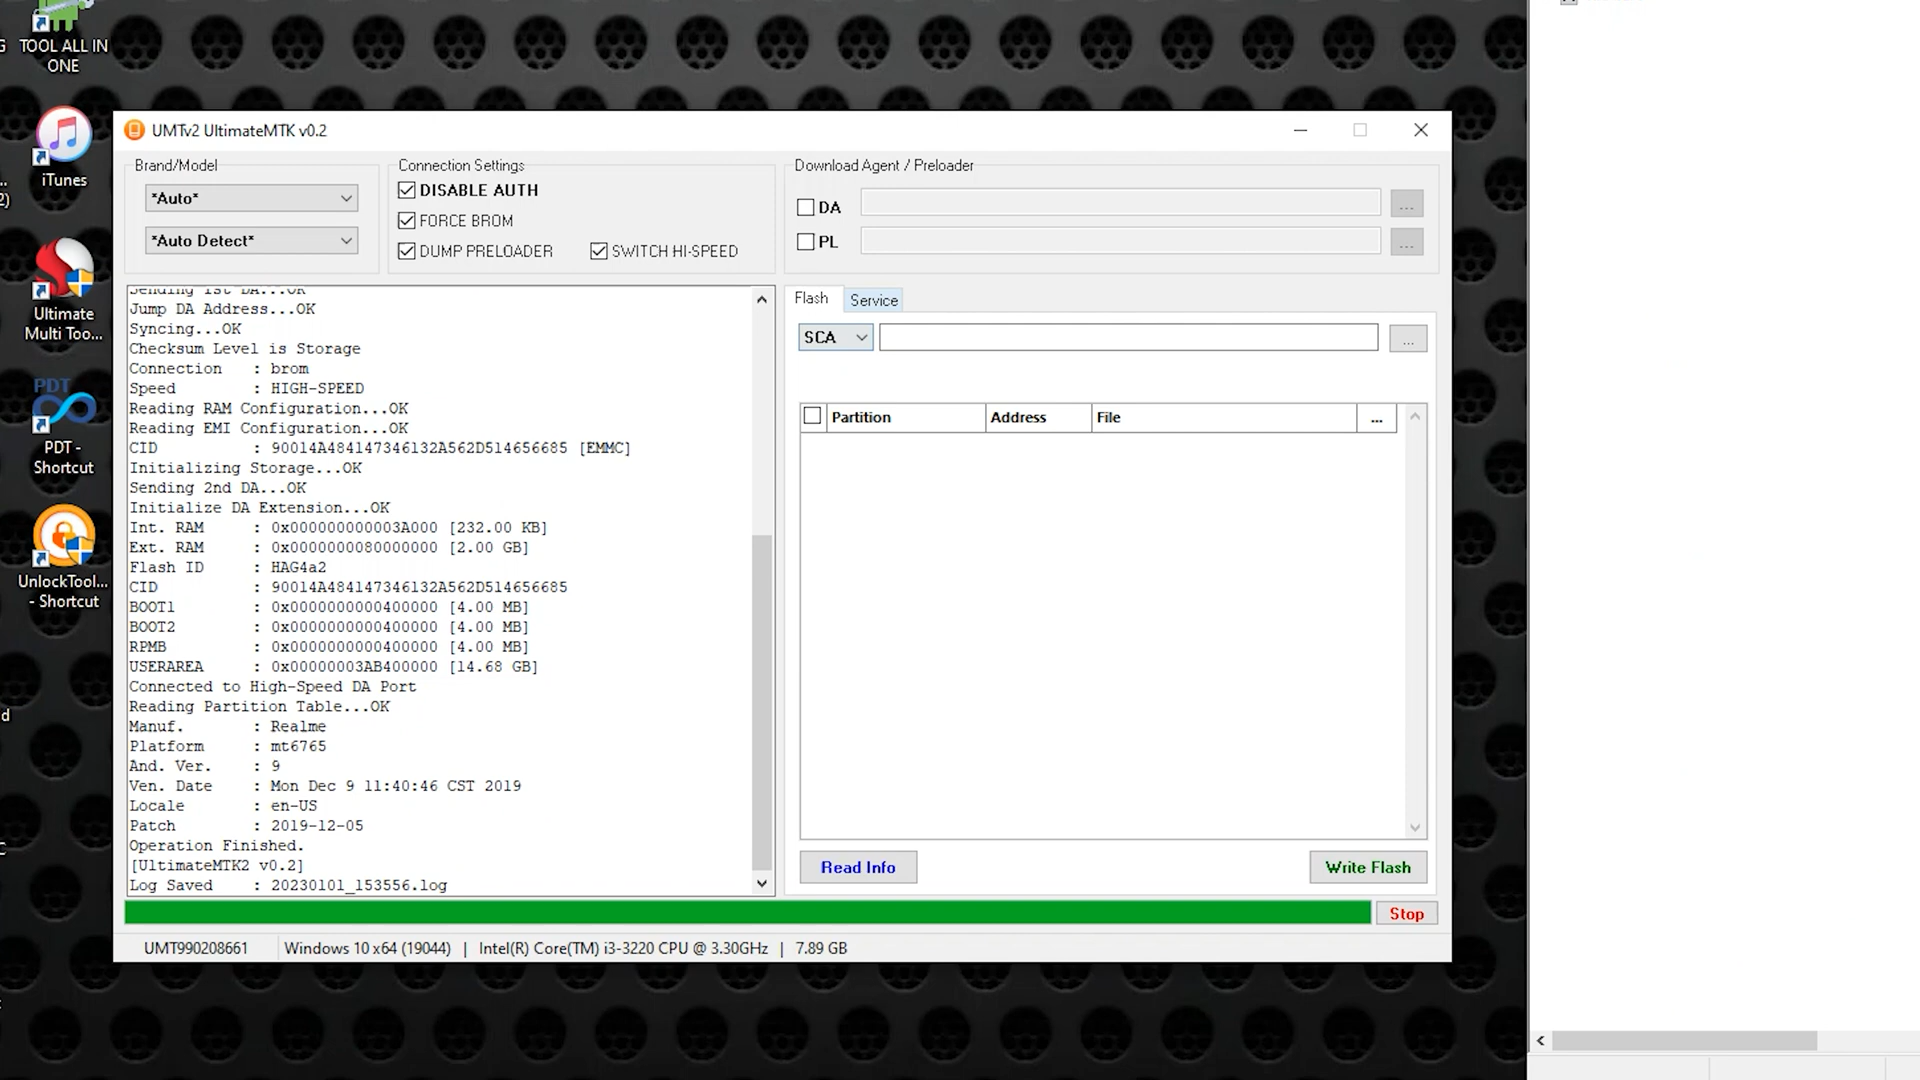 TOOL ALL IN
ONE
iTunes
Ultimate
Multi Too...
PDT
PDT -
Shortcut
UnlockTool...
- Shortcut
UMTv2 UltimateMTK v0.2
Brand/Model
*Auto*
*Auto Detect*
Connection Settings
DISABLE AUTH
FORCE BROM
DUMP PRELOADER
SWITCH HI-SPEED
Download Agent / Preloader
DA
...
PL
...
Sending 1st DA...OK
Jump DA Address...OK
Syncing...OK
Checksum Level is Storage
Connection : brom
Speed : HIGH-SPEED
Reading RAM Configuration...OK
Reading EMI Configuration...OK
CID : 90014A484147346132A562D514656685 [EMMC]
Initializing Storage...OK
Sending 2nd DA...OK
Initialize DA Extension...OK
Int. RAM : 0x000000000003A000 [232.00 KB]
Ext. RAM : 0x0000000080000000 [2.00 GB]
Flash ID : HAG4a2
CID : 90014A484147346132A562D514656685
BOOT1 : 0x0000000000400000 [4.00 MB]
BOOT2 : 0x0000000000400000 [4.00 MB]
RPMB : 0x0000000000400000 [4.00 MB]
USERAREA : 0x00000003AB400000 [14.68 GB]
Connected to High-Speed DA Port
Reading Partition Table...OK
Manuf. : Realme
Platform : mt6765
And. Ver. : 9
Ven. Date : Mon Dec 9 11:40:46 CST 2019
Locale : en-US
Patch : 2019-12-05
Operation Finished.
[UltimateMTK2 v0.2]
Log Saved : 20230101_153556.log
Flash
Service
SCA
...
Partition Address File ...
Read Info
Write Flash
Stop
UMT990208661 Windows 10 x64 (19044) | Intel(R) Core(TM) i3-3220 CPU @ 3.30GHz | 7.89 GB